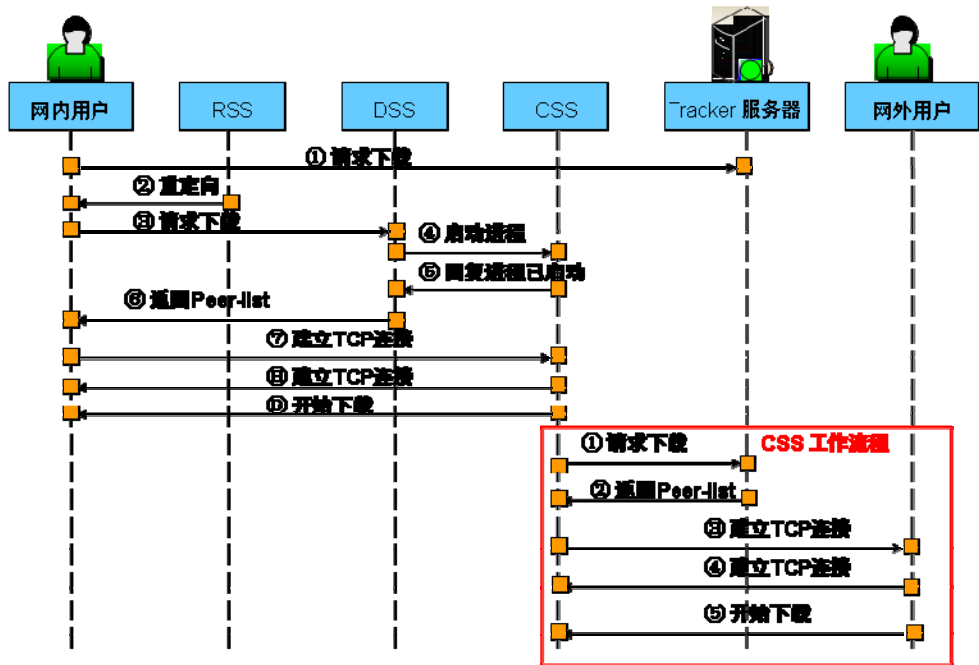 网内用户
RSS
DSS
CSS
Tracker 服务器
网外用户
① 请求下载
② 重定向
③ 请求下载
④ 启动进程
⑤ 回复进程已启动
⑥ 返回Peer-list
⑦ 建立TCP连接
⑧ 建立TCP连接
⑨ 开始下载
CSS 工作流程
① 请求下载
② 返回Peer-list
③ 建立TCP连接
④ 建立TCP连接
⑤ 开始下载